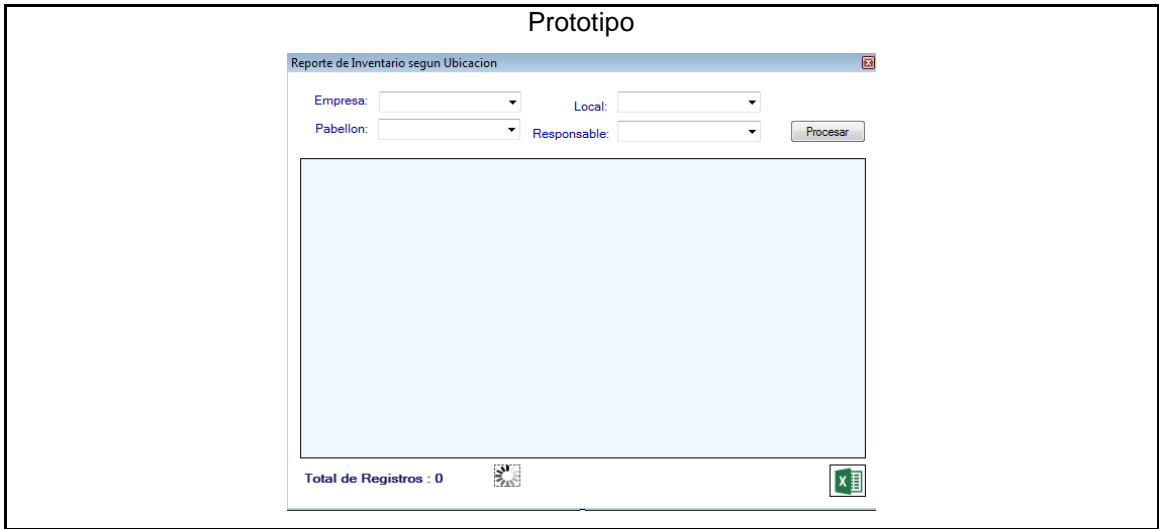 Prototipo
Reporte de Inventario segun Ubicacion
Empresa:
Local:
Pabellon:
Responsable:
Procesar
Total de Registros : 0